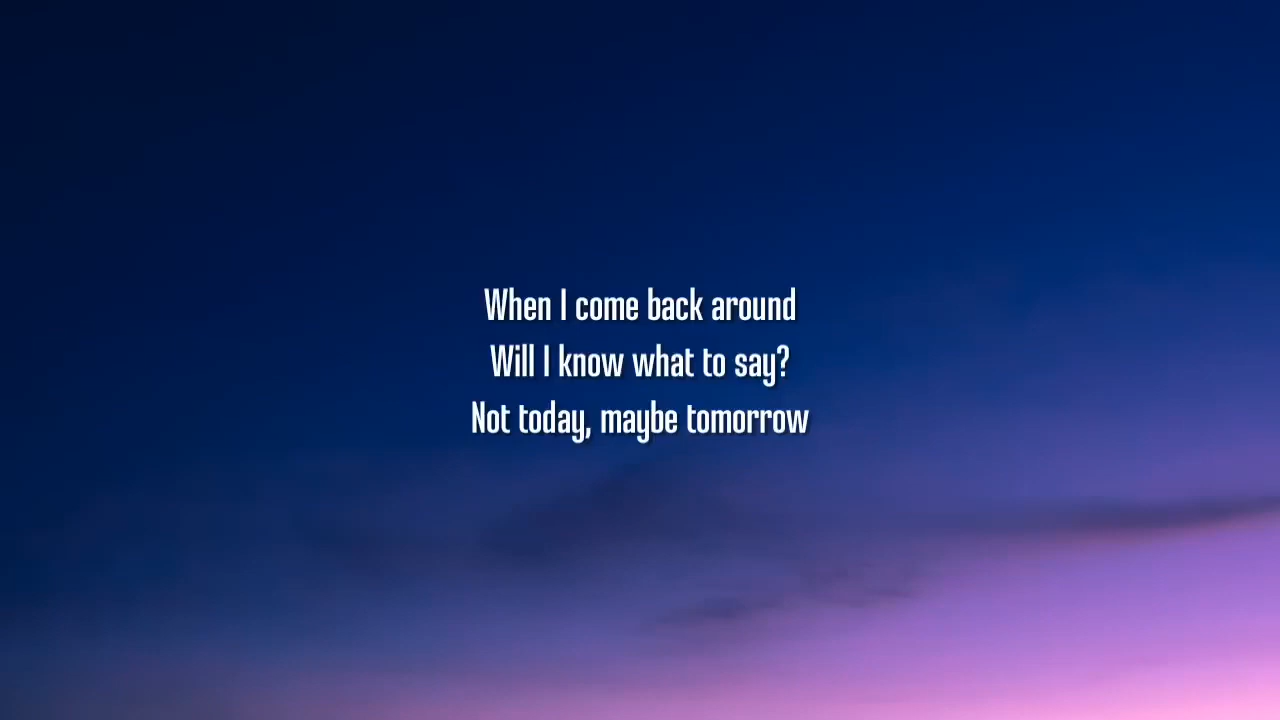 When I come back around
Will I know what to say?
Not today, maybe tomorrow